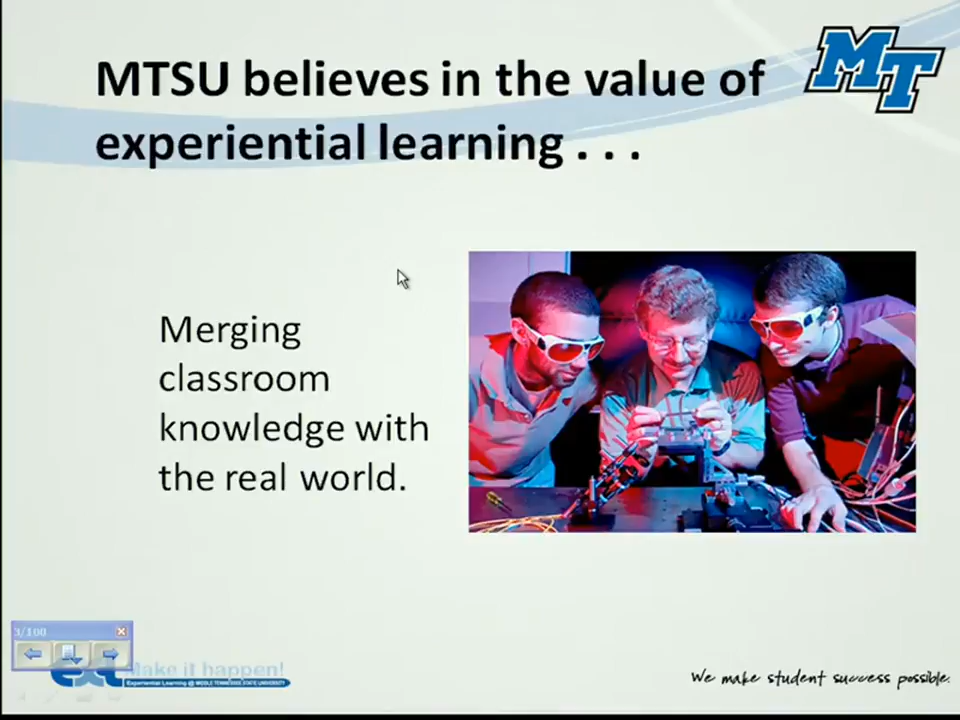 MTSU believes in the value of
MT
experiential learning . . .
Merging
classroom
knowledge with
the real world.
3/100
exl Make it happen!
Experiential Learning @ MIDDLE TENNESSEE STATE UNIVERSITY
We make student success possible.